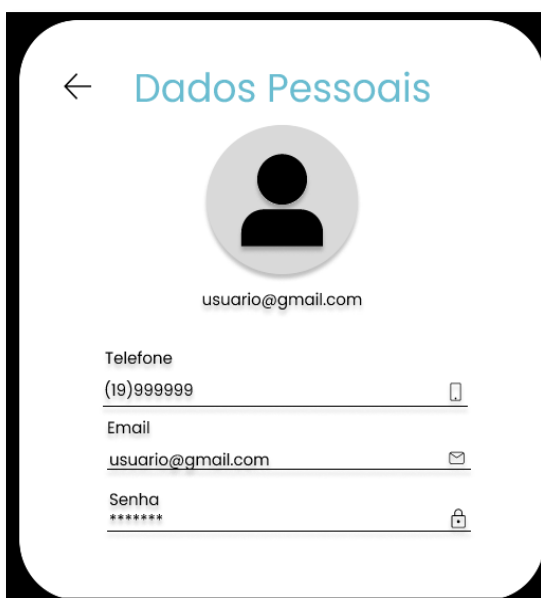 Dados Pessoais
usuario@gmail.com
Telefone
(19)999999
Email
usuario@gmail.com
Senha
*******